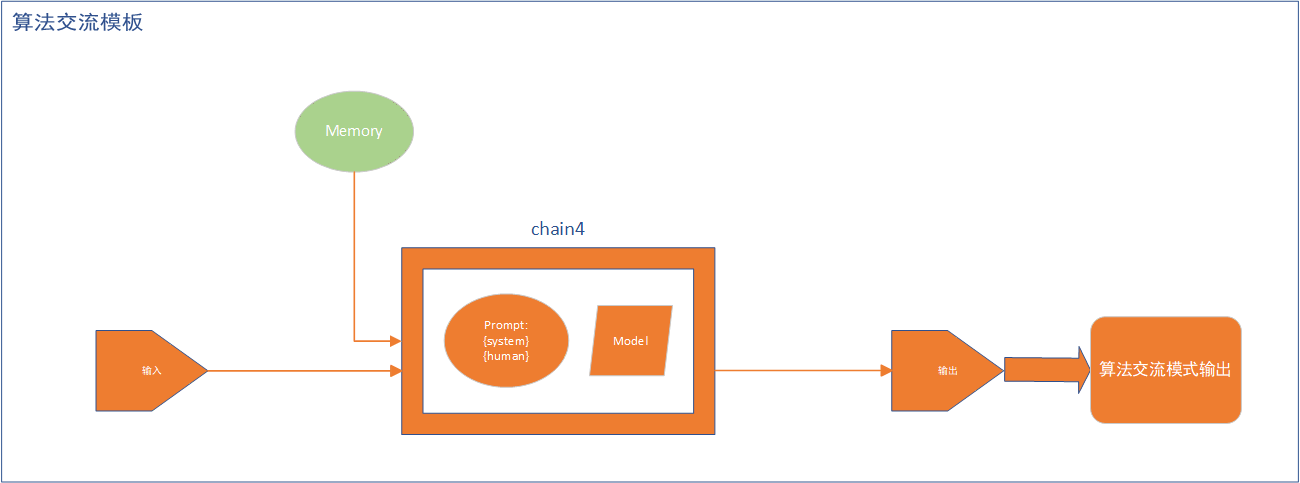 算法交流模板
Memory
chain4
Prompt:
{system}
{human}
Model
输入
输出
算法交流模式输出